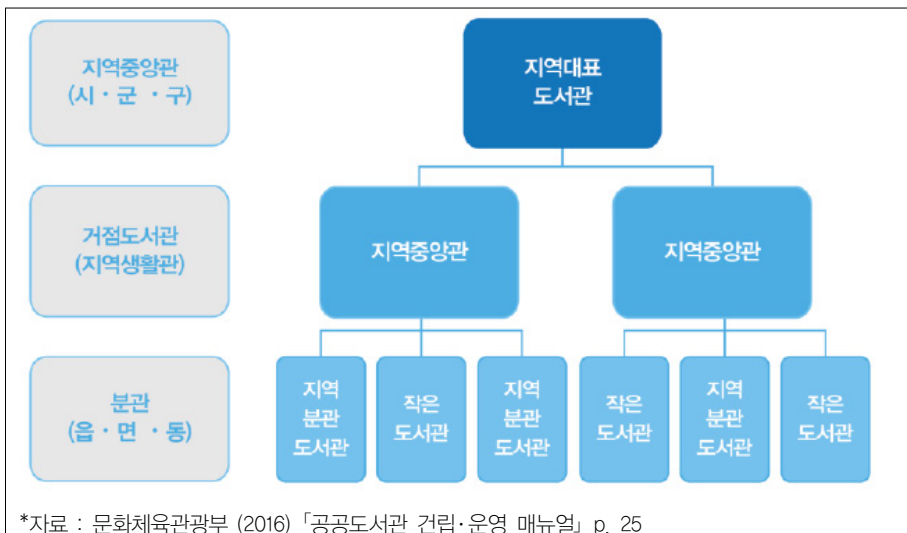 지역중앙관
(시 · 군 · 구)
지역대표
도서관
거점도서관
(지역생활관)
지역중앙관
지역중앙관
분관
(읍 · 면 · 동)
지역
분관
도서관
작은
도서관
지역
분관
도서관
작은
도서관
지역
분관
도서관
작은
도서관
*자료 : 문화체육관광부 (2016) 「공공도서관 건립·운영 매뉴얼」 p. 25